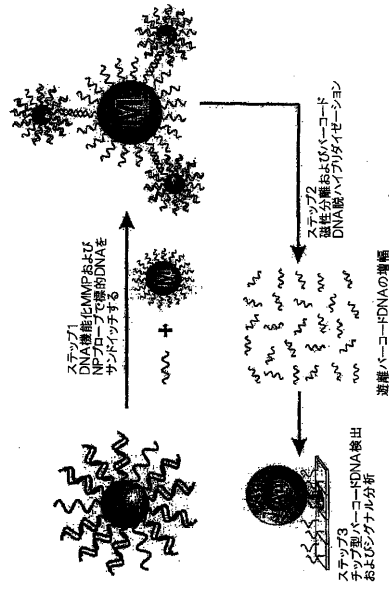 ステップ1
DNA機能化MMPおよび
NPプローブで標的DNAを
サンドイッチする
ステップ2
磁性分離およびバーコード
DNA脱ハイブリダイゼーション
遊離バーコードDNAの増幅
ステップ3
チップ型バーコードDNA検出
およびシグナル分析